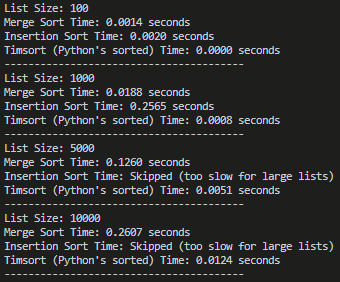 List Size: 100
Merge Sort Time: 0.0014 seconds
Insertion Sort Time: 0.0020 seconds
Timsort (Python's sorted) Time: 0.0000 seconds
----------------------------------------
List Size: 1000
Merge Sort Time: 0.0188 seconds
Insertion Sort Time: 0.2565 seconds
Timsort (Python's sorted) Time: 0.0008 seconds
----------------------------------------
List Size: 5000
Merge Sort Time: 0.1260 seconds
Insertion Sort Time: Skipped (too slow for large lists)
Timsort (Python's sorted) Time: 0.0051 seconds
----------------------------------------
List Size: 10000
Merge Sort Time: 0.2607 seconds
Insertion Sort Time: Skipped (too slow for large lists)
Timsort (Python's sorted) Time: 0.0124 seconds
----------------------------------------